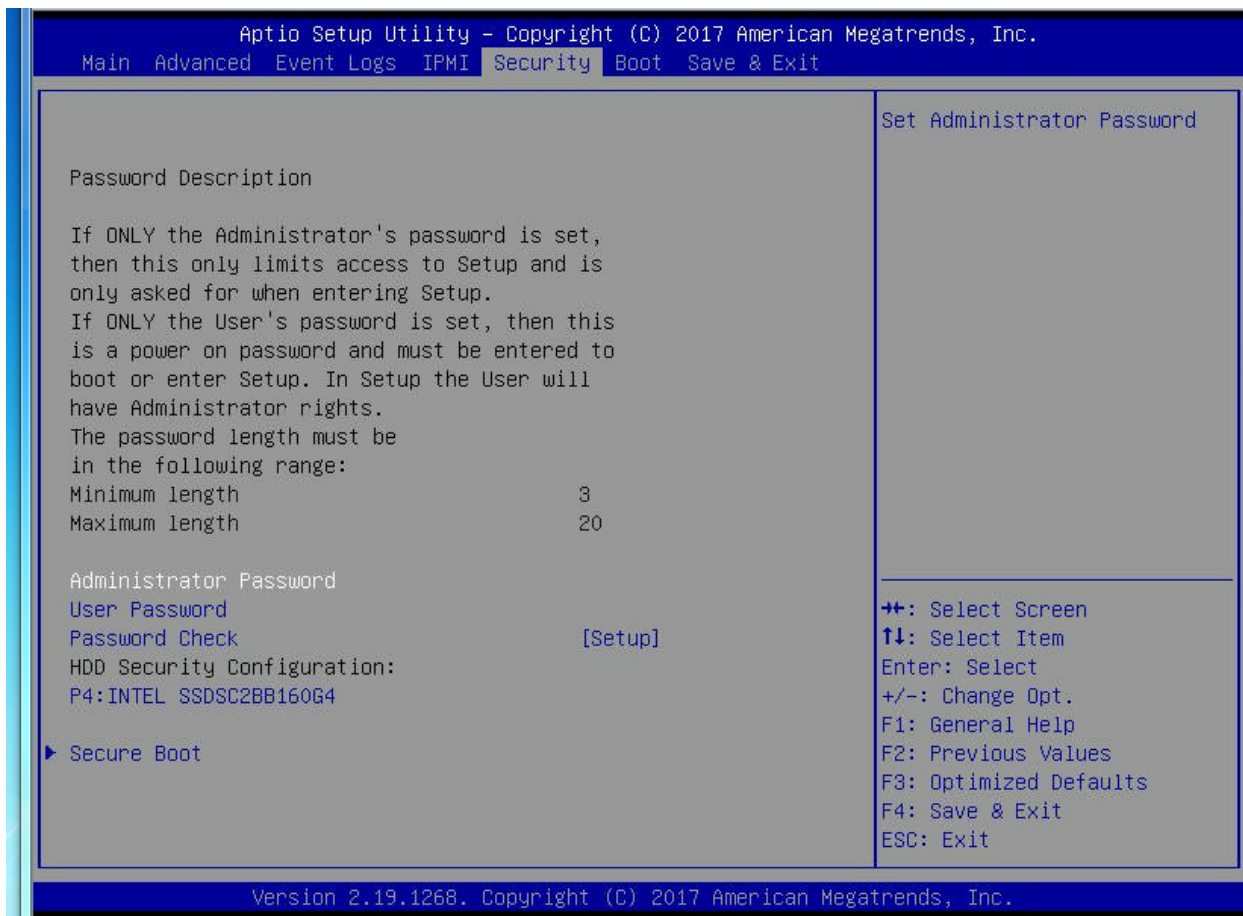 Aptio Setup Utility – Copyright (C) 2017 American Megatrends, Inc.
Main Advanced Event Logs IPMI Security Boot Save & Exit
Password Description
If ONLY the Administrator's password is set,
then this only limits access to Setup and is
only asked for when entering Setup.
If ONLY the User's password is set, then this
is a power on password and must be entered to
boot or enter Setup. In Setup the User will
have Administrator rights.
The password length must be
in the following range:
Minimum length 3
Maximum length 20
Administrator Password
User Password
Password Check [Setup]
HDD Security Configuration:
P4:INTEL SSDSC2BB160G4
Secure Boot
Set Administrator Password
→←: Select Screen
↑↓: Select Item
Enter: Select
+/-: Change Opt.
F1: General Help
F2: Previous Values
F3: Optimized Defaults
F4: Save & Exit
ESC: Exit
Version 2.19.1268. Copyright (C) 2017 American Megatrends, Inc.